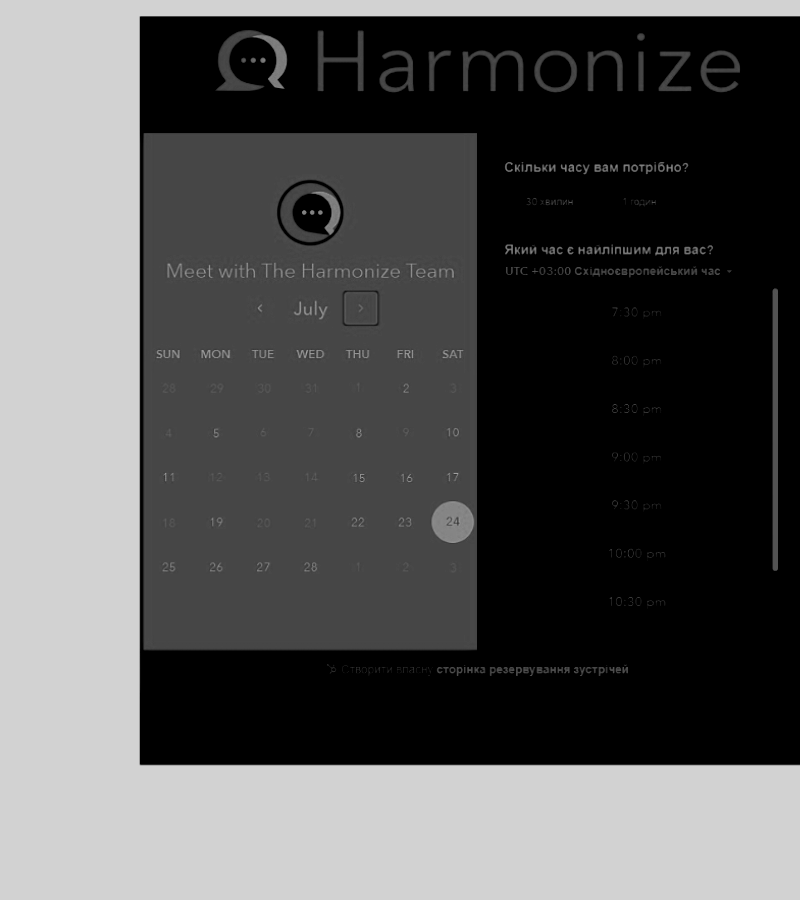 Harmonize
Meet with The Harmonize Team
July
SUN MON TUE WED THU FRI SAT
28 29 30 31 1 2 3
4 5 6 7 8 9 10
11 12 13 14 15 16 17
18 19 20 21 22 23 24
25 26 27 28 1 2 3
Скільки часу вам потрібно?
30 хвилин 1 годин
Який час є найліпшим для вас?
UTC +03:00 Східноєвропейський час
7:30 pm
8:00 pm
8:30 pm
9:00 pm
9:30 pm
10:00 pm
10:30 pm
Створити власну сторінка резервування зустрічей